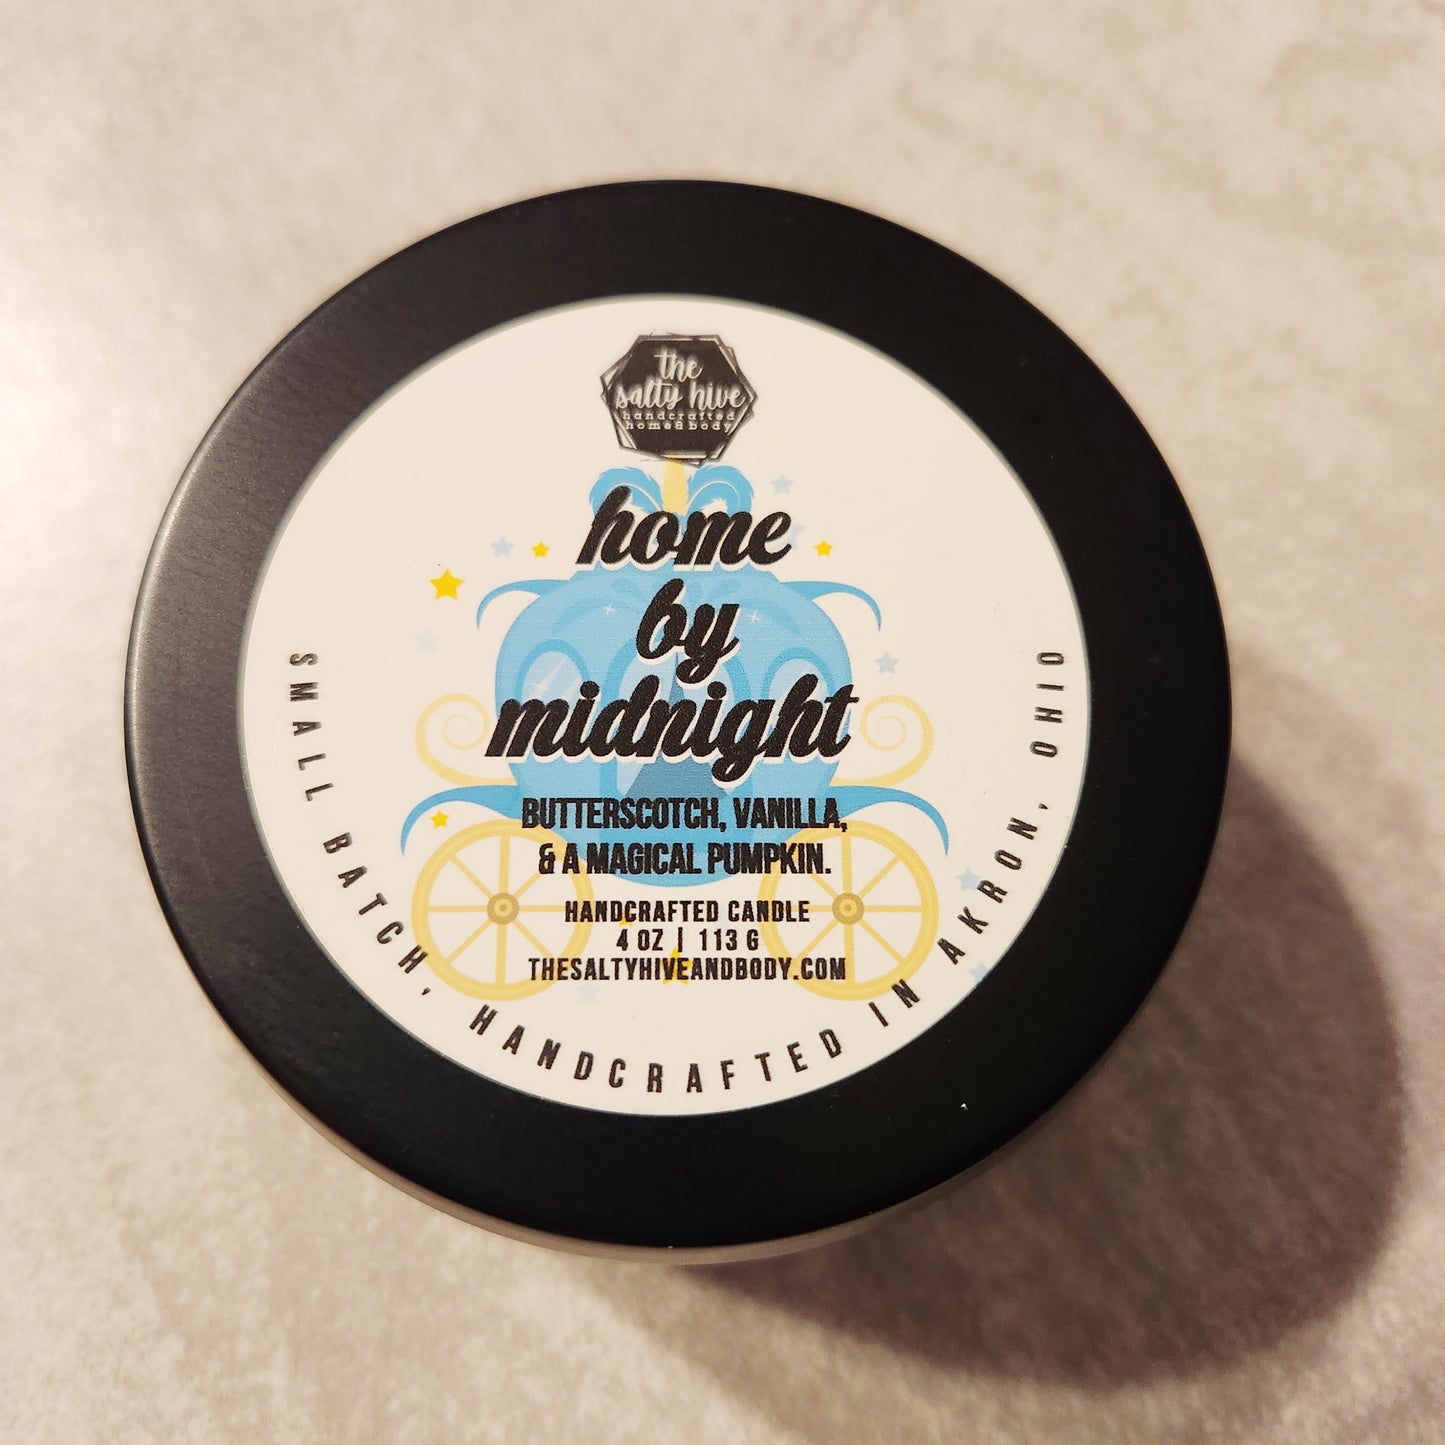 the
salty hive
handcrafted
home & body
home
by
midnight
BUTTERSCOTCH, VANILLA,
& A MAGICAL PUMPKIN.
HANDCRAFTED CANDLE
4 OZ | 113 G
THESALTYHIVEANDBODY.COM
SMALL BATCH, HANDCRAFTED IN AKRON, OHIO